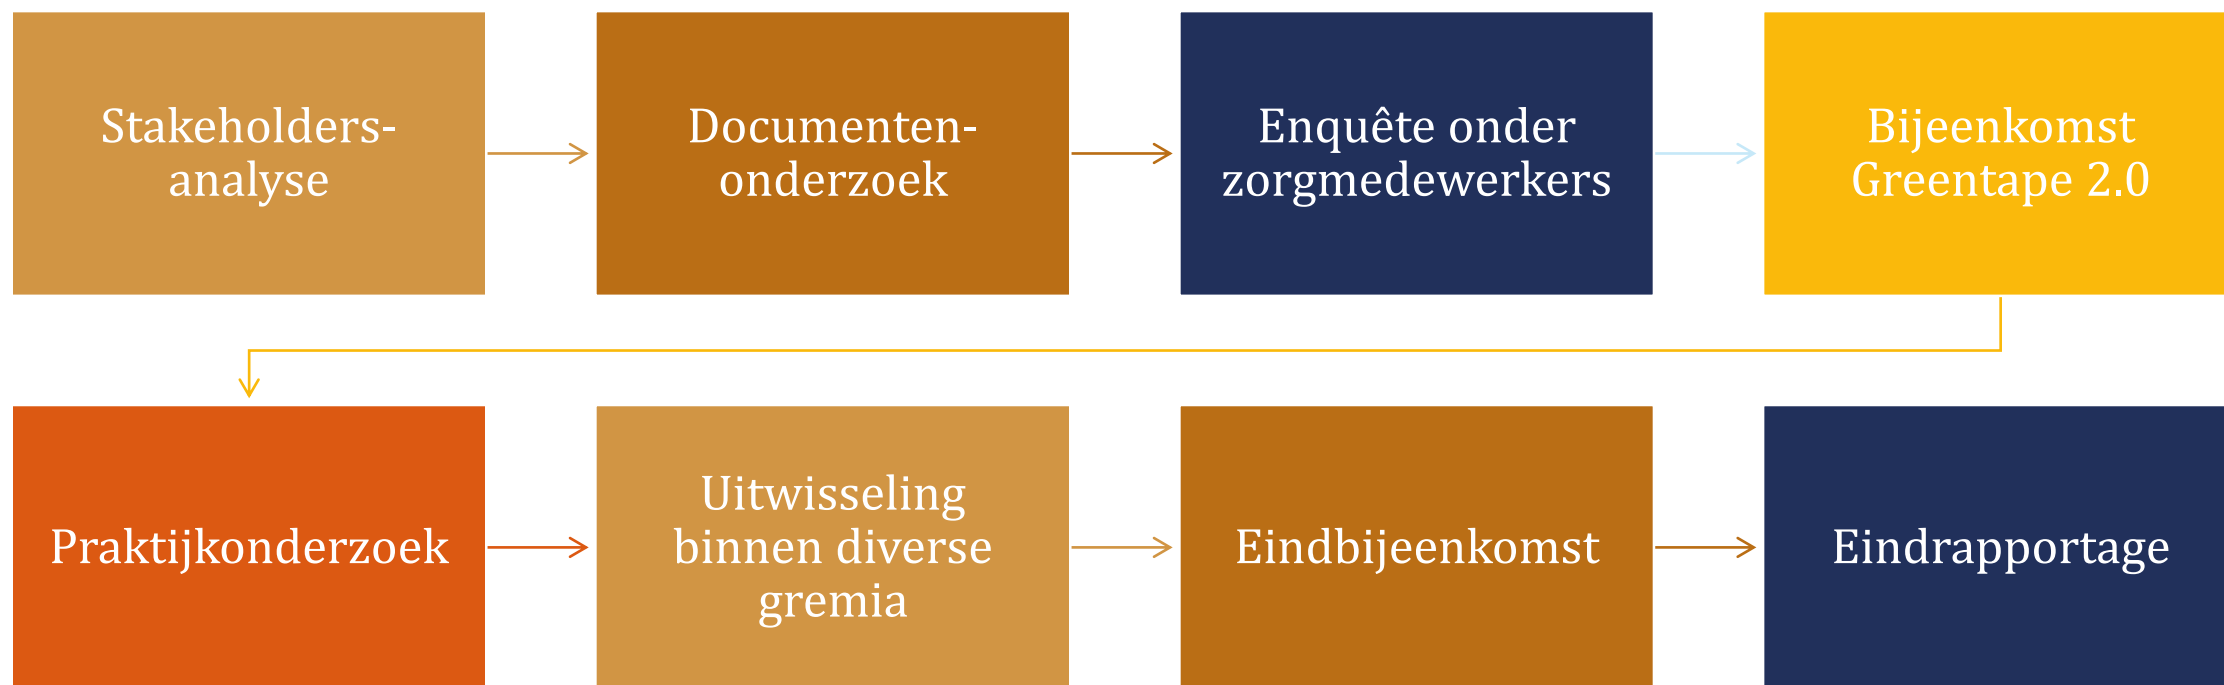 Stakeholders-
analyse
Documenten-
onderzoek
Enquête onder
zorgmedewerkers
Bijeenkomst
Greentape 2.0
Praktijkonderzoek
Uitwisseling
binnen diverse
gremia
Eindbijeenkomst
Eindrapportage